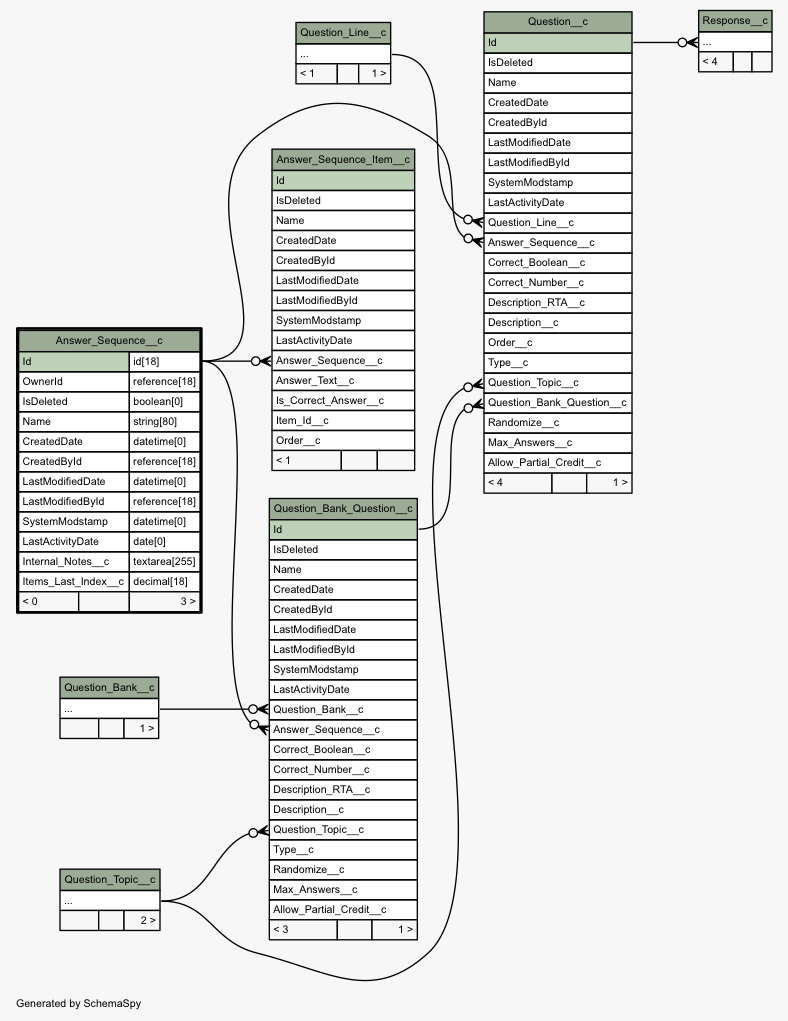 Question_Line__c
...
< 1 1 >
Question__c
Id
IsDeleted
Name
CreatedDate
CreatedById
LastModifiedDate
LastModifiedById
SystemModstamp
LastActivityDate
Question_Line__c
Answer_Sequence__c
Correct_Boolean__c
Correct_Number__c
Description_RTA__c
Description__c
Order__c
Type__c
Question_Topic__c
Question_Bank_Question__c
Randomize__c
Max_Answers__c
Allow_Partial_Credit__c
< 4 1 >
Response__c
...
< 4
Answer_Sequence_Item__c
Id
IsDeleted
Name
CreatedDate
CreatedById
LastModifiedDate
LastModifiedById
SystemModstamp
LastActivityDate
Answer_Sequence__c
Answer_Text__c
Is_Correct_Answer__c
Item_Id__c
Order__c
< 1
Answer_Sequence__c
Id id[18]
OwnerId reference[18]
IsDeleted boolean[0]
Name string[80]
CreatedDate datetime[0]
CreatedById reference[18]
LastModifiedDate datetime[0]
LastModifiedById reference[18]
SystemModstamp datetime[0]
LastActivityDate date[0]
Internal_Notes__c textarea[255]
Items_Last_Index__c decimal[18]
< 0 3 >
Question_Bank_Question__c
Id
IsDeleted
Name
CreatedDate
CreatedById
LastModifiedDate
LastModifiedById
SystemModstamp
LastActivityDate
Question_Bank__c
Answer_Sequence__c
Correct_Boolean__c
Correct_Number__c
Description_RTA__c
Description__c
Question_Topic__c
Type__c
Randomize__c
Max_Answers__c
Allow_Partial_Credit__c
< 3 1 >
Question_Bank__c
...
1 >
Question_Topic__c
...
2 >
Generated by SchemaSpy